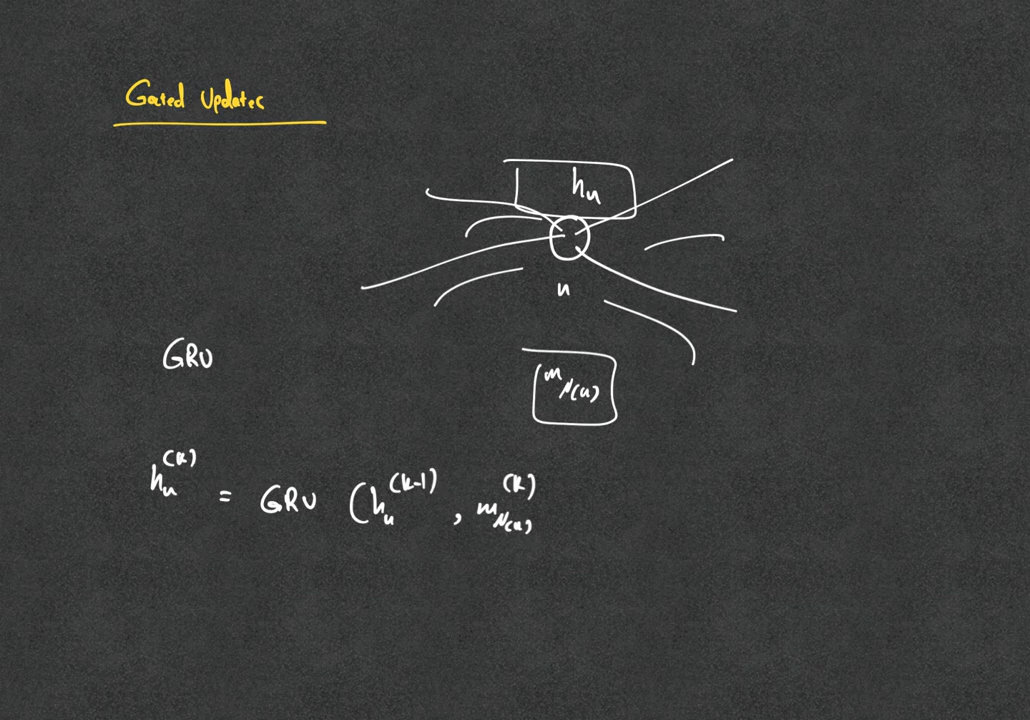 Gated Updates
h_u
u
GRU
m_N(u)
h_u^(k) = GRU (h_u^(k-1), m_N(u)^(k)